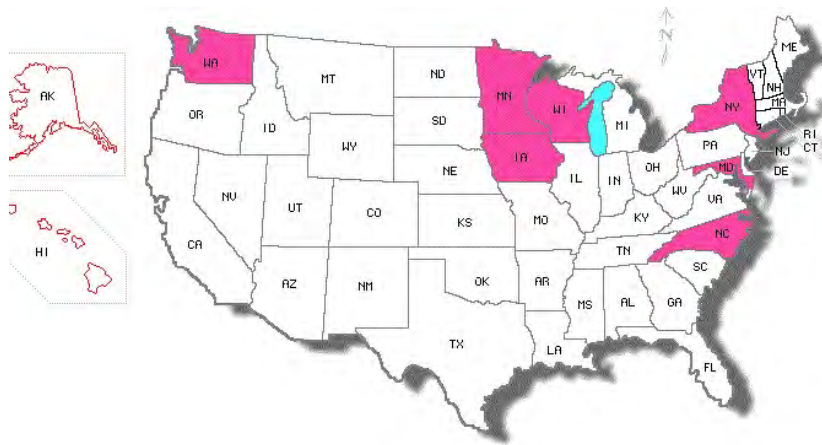 N
WA
MT
ND
MN
ME
VT
NH
AK
OR
ID
SD
WI
NY
MA
WY
MI
RI
CT
IA
PA
NJ
NE
OH
MD
DE
NV
UT
CO
IL
IN
WV
VA
CA
KS
MO
KY
HI
NC
TN
AZ
NM
OK
AR
SC
MS
AL
GA
TX
LA
FL